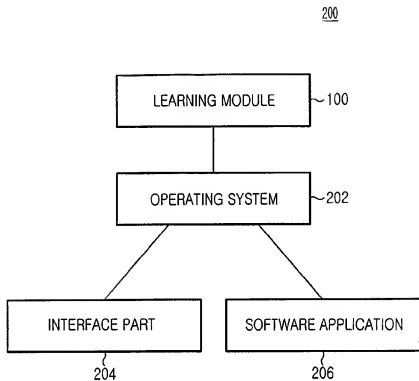 200
LEARNING MODULE
100
OPERATING SYSTEM
202
INTERFACE PART
SOFTWARE APPLICATION
204
206